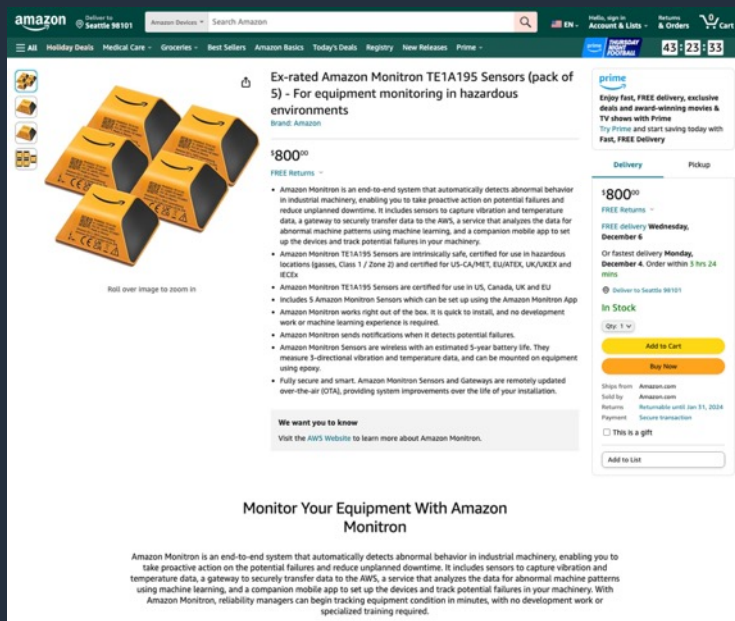 amazon
Deliver to
Seattle 98101
Amazon Devices
Search Amazon
EN
Hello, sign in
Account & Lists
Returns
& Orders
0
Cart
All
Holiday Deals
Medical Care
Groceries
Best Sellers
Amazon Basics
Today's Deals
Registry
New Releases
Prime
prime
THURSDAY
NIGHT
FOOTBALL
43:23:33
Roll over image to zoom in
Ex-rated Amazon Monitron TE1A195 Sensors (pack of
5) - For equipment monitoring in hazardous
environments
Brand: Amazon
$80000
FREE Returns
• Amazon Monitron is an end-to-end system that automatically detects abnormal behavior
in industrial machinery, enabling you to take proactive action on potential failures and
reduce unplanned downtime. It includes sensors to capture vibration and temperature
data, a gateway to securely transfer data to the AWS, a service that analyzes the data for
abnormal machine patterns using machine learning, and a companion mobile app to set
up the devices and track potential failures in your machinery.
• Amazon Monitron TE1A195 Sensors are intrinsically safe, certified for use in hazardous
locations (gasses, Class 1 / Zone 2) and certified for US-CA/MET, EU/ATEX, UK/UKEX and
IECEx
• Amazon Monitron TE1A195 Sensors are certified for use in US, Canada, UK and EU
• Includes 5 Amazon Monitron Sensors which can be set up using the Amazon Monitron App
• Amazon Monitron works right out of the box. It is quick to install, and no development
work or machine learning experience is required.
• Amazon Monitron sends notifications when it detects potential failures.
• Amazon Monitron Sensors are wireless with an estimated 5-year battery life. They
measure 3-directional vibration and temperature data, and can be mounted on equipment
using epoxy.
• Fully secure and smart. Amazon Monitron Sensors and Gateways are remotely updated
over-the-air (OTA), providing system improvements over the life of your installation.
We want you to know
Visit the AWS Website to learn more about Amazon Monitron.
prime
Enjoy fast, FREE delivery, exclusive
deals and award-winning movies &
TV shows with Prime
Try Prime and start saving today with
Fast, FREE Delivery
Delivery
Pickup
$80000
FREE Returns
FREE delivery Wednesday,
December 6
Or fastest delivery Monday,
December 4. Order within 3 hrs 24
mins
Deliver to Seattle 98101
In Stock
Qty: 1
Add to Cart
Buy Now
Ships from Amazon.com
Sold by Amazon.com
Returns Returnable until Jan 31, 2024
Payment Secure transaction
This is a gift
Add to List
Monitor Your Equipment With Amazon
Monitron
Amazon Monitron is an end-to-end system that automatically detects abnormal behavior in industrial machinery, enabling you to
take proactive action on the potential failures and reduce unplanned downtime. It includes sensors to capture vibration and
temperature data, a gateway to securely transfer data to the AWS, a service that analyzes the data for abnormal machine patterns
using machine learning, and a companion mobile app to set up the devices and track potential failures in your machinery. With
Amazon Monitron, reliability managers can begin tracking equipment condition in minutes, with no development work or
specialized training required.